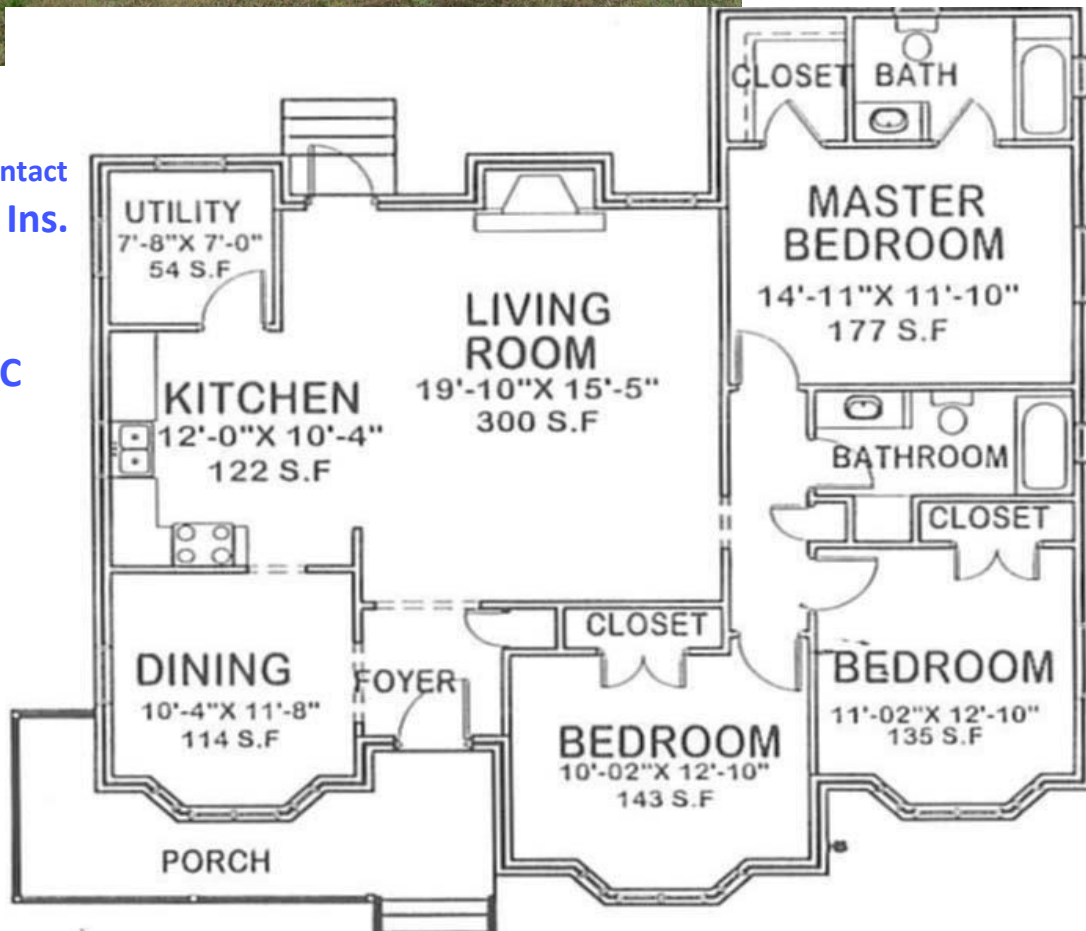 ntact
Ins.
C
CLOSET
BATH
UTILITY
7'-8"X 7'-0"
54 S.F
MASTER
BEDROOM
14'-11"X 11'-10"
177 S.F
LIVING
ROOM
19'-10"X 15'-5"
300 S.F
KITCHEN
12'-0"X 10'-4"
122 S.F
BATHROOM
CLOSET
CLOSET
DINING
10'-4"X 11'-8"
114 S.F
FOYER
BEDROOM
11'-02"X 12'-10"
135 S.F
BEDROOM
10'-02"X 12'-10"
143 S.F
PORCH